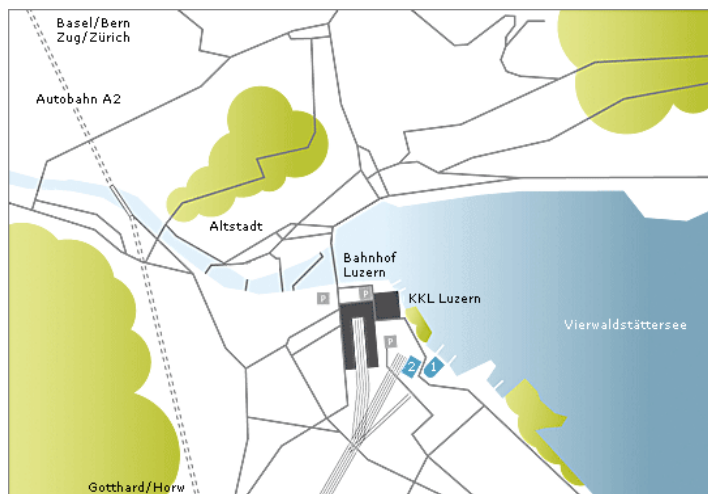 Basel/Bern
Zug/Zürich
Autobahn A2
Altstadt
Bahnhof
Luzern
P
P
KKL Luzern
Vierwaldstättersee
P
2
1
Gotthard/Horw